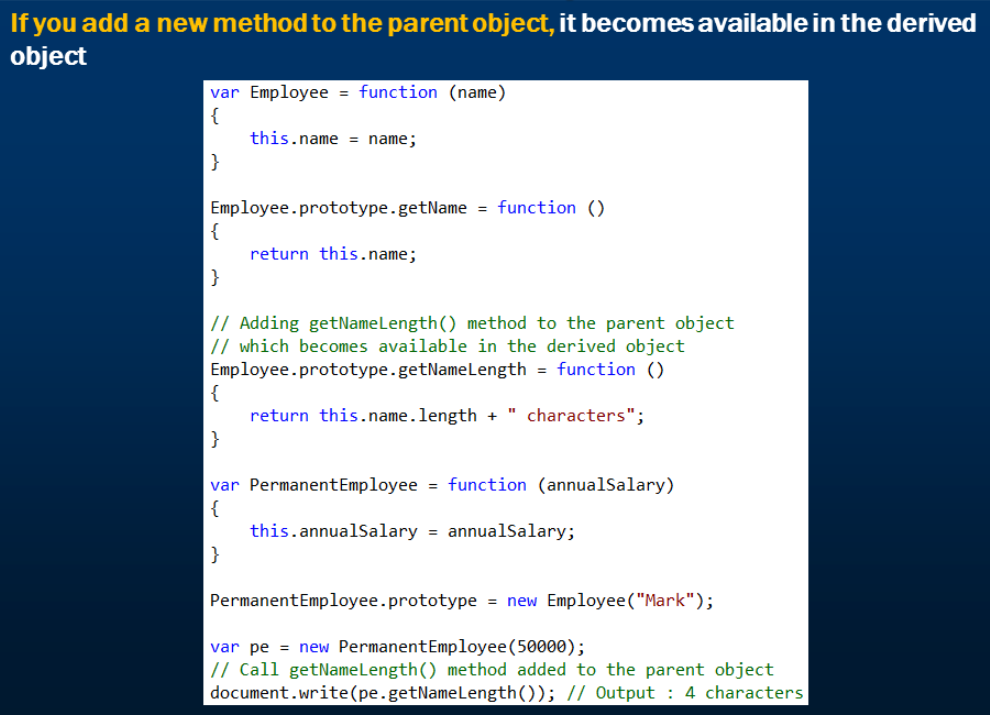 If you add a new method to the parent object, it becomes available in the derived
object
var Employee = function (name)
{
    this.name = name;
}
Employee.prototype.getName = function ()
{
    return this.name;
}
// Adding getNameLength() method to the parent object
// which becomes available in the derived object
Employee.prototype.getNameLength = function ()
{
    return this.name.length + " characters";
}
var PermanentEmployee = function (annualSalary)
{
    this.annualSalary = annualSalary;
}
PermanentEmployee.prototype = new Employee("Mark");
var pe = new PermanentEmployee(50000);
// Call getNameLength() method added to the parent object
document.write(pe.getNameLength()); // Output : 4 characters